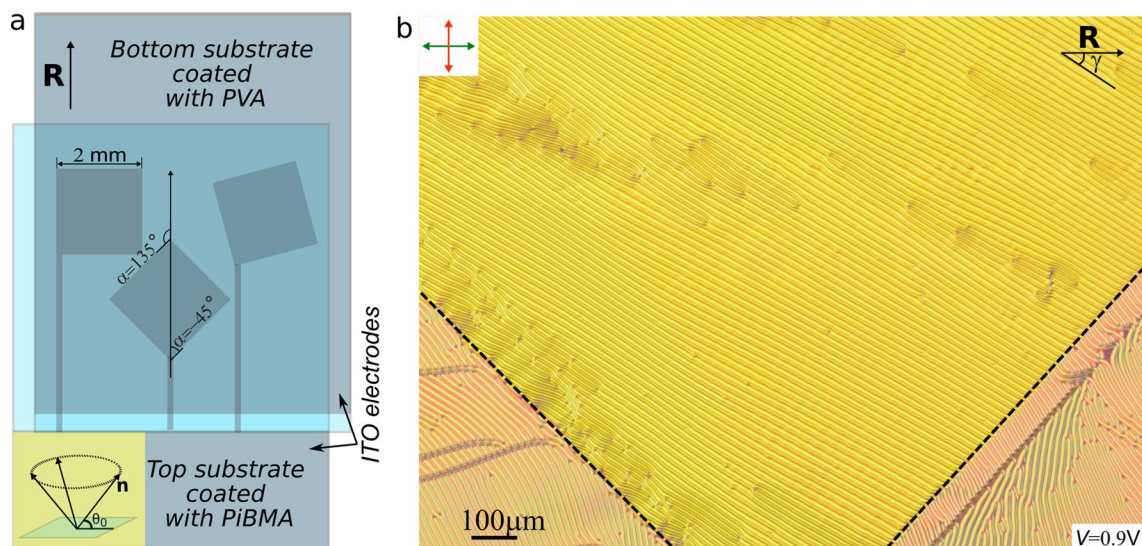 a
R
Bottom substrate
coated
with PVA
2 mm
α=135°
α=-45°
ITO electrodes
n
θ0
Top substrate
coated
with PiBMA
b
R
γ
100μm
V=0.9V